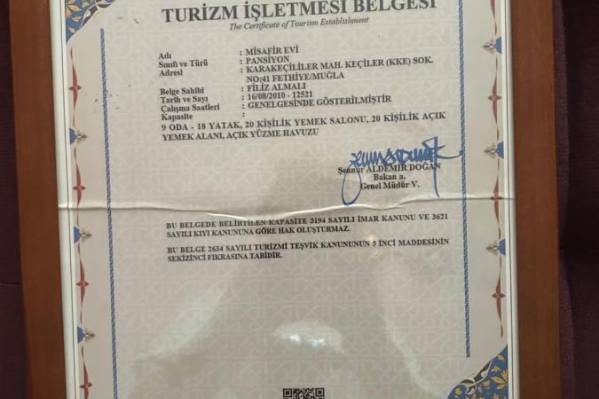 TURİZM İŞLETMESİ BELGESİ
The Certificate of Tourism Establishment
Adı : MİSAFİR EVİ
Sınıfı ve Türü : PANSİYON
Adresi : KARAKEÇİLİLER MAH. KEÇİLER (KKE) SOK.
NO:41 FETHİYE/MUĞLA
Belge Sahibi : FİLİZ ALMALI
Tarih ve Sayı : 16/08/2010 - 12521
Çalışma Saatleri : GENELGESİNDE GÖSTERİLMİŞTİR
Kapasite :
9 ODA - 18 YATAK, 20 KİŞİLİK YEMEK SALONU, 20 KİŞİLİK AÇIK
YEMEK ALANI, AÇIK YÜZME HAVUZU
Şennur ALDEMİR DOĞAN
Bakan a.
Genel Müdür V.
BU BELGEDE BELİRTİLEN KAPASİTE 3194 SAYILI İMAR KANUNU VE 3621
SAYILI KIYI KANUNUNA GÖRE HAK OLUŞTURMAZ.
BU BELGE 2634 SAYILI TURİZMİ TEŞVİK KANUNUNUN 5 İNCİ MADDESİNİN
SEKİZİNCİ FIKRASINA TABİDİR.